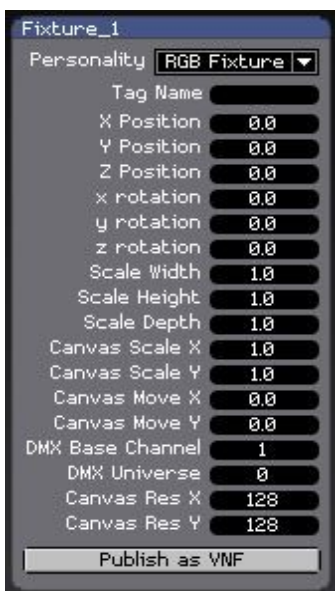 Fixture_1
Personality RGB Fixture
Tag Name
X Position 0.0
Y Position 0.0
Z Position 0.0
x rotation 0.0
y rotation 0.0
z rotation 0.0
Scale Width 1.0
Scale Height 1.0
Scale Depth 1.0
Canvas Scale X 1.0
Canvas Scale Y 1.0
Canvas Move X 0.0
Canvas Move Y 0.0
DMX Base Channel 1
DMX Universe 0
Canvas Res X 128
Canvas Res Y 128
Publish as VNF